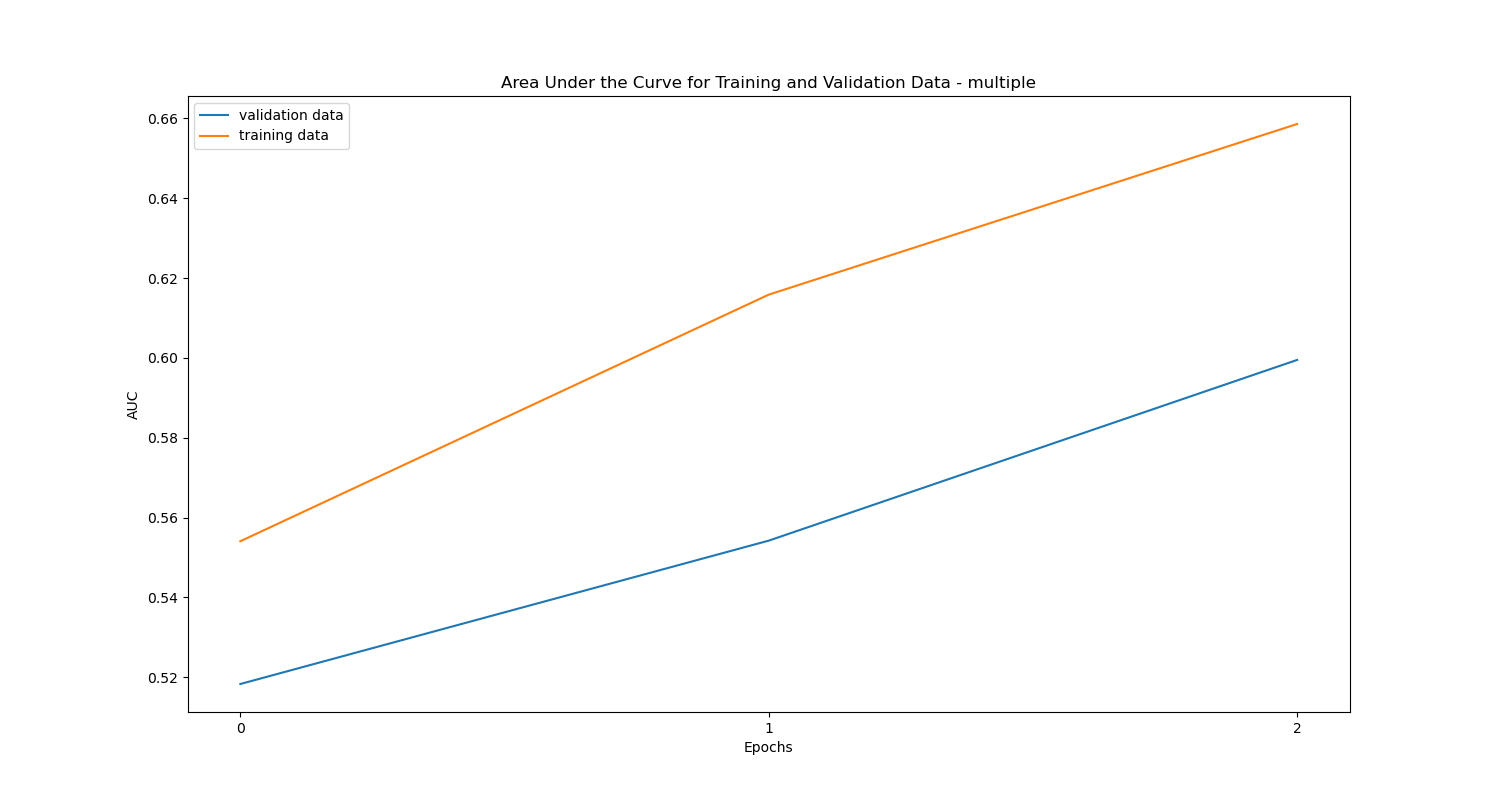 Area Under the Curve for Training and Validation Data - multiple
validation data
training data
0.66
0.64
0.62
0.60
0.58
0.56
0.54
0.52
AUC
0 1 2
Epochs